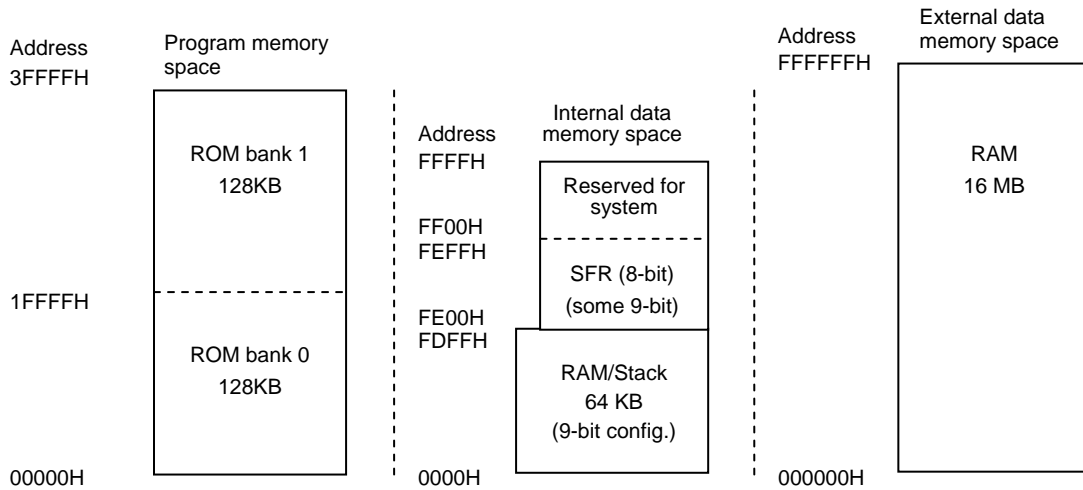 Address
3FFFFH
Program memory
space
ROM bank 1
128KB
1FFFFH
ROM bank 0
128KB
00000H
Address
FFFFH
Internal data
memory space
Reserved for
system
FF00H
FEFFH
SFR (8-bit)
(some 9-bit)
FE00H
FDFFH
RAM/Stack
64 KB
(9-bit config.)
0000H
Address
FFFFFFH
External data
memory space
RAM
16 MB
000000H